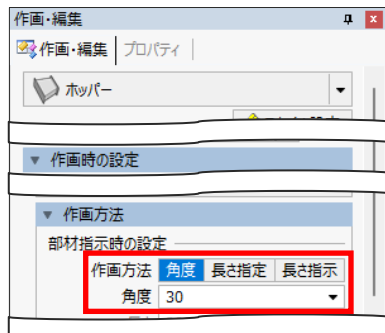 作画・編集
作画・編集 プロパティ
ホッパー
作画時の設定
作画方法
部材指示時の設定
作画方法 角度 長さ指定 長さ指示
角度 30